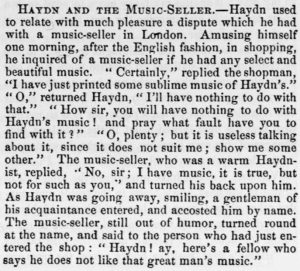 HAYDN AND THE MUSIC-SELLER.—Haydn used
to relate with much pleasure a dispute which he had
with a music-seller in London. Amusing himself
one morning, after the English fashion, in shopping,
he inquired of a music-seller if he had any select and
beautiful music. "Certainly," replied the shopman,
"I have just printed some sublime music of Haydn's."
"O," returned Haydn, "I'll have nothing to do with
that." "How sir, you will have nothing to do with
Haydn's music! and pray what fault have you to
find with it?" "O, plenty; but it is useless talking
about it, since it does not suit me; show me some
other." The music-seller, who was a warm Haydn-
ist, replied, "No, sir; I have music, it is true, but
not for such as you," and turned his back upon him.
As Haydn was going away, smiling, a gentleman of
his acquaintance entered, and accosted him by name.
The music-seller, still out of humor, turned round
at the name, and said to the person who had just en-
tered the shop: "Haydn! ay, here's a fellow who
says he does not like that great man's music."